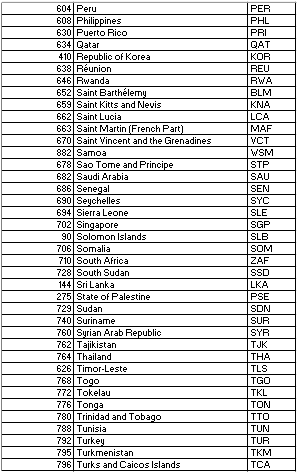 604 Peru PER
608 Philippines PHL
630 Puerto Rico PRI
634 Qatar QAT
410 Republic of Korea KOR
638 Réunion REU
646 Rwanda RWA
652 Saint Barthélemy BLM
659 Saint Kitts and Nevis KNA
662 Saint Lucia LCA
663 Saint Martin (French Part) MAF
670 Saint Vincent and the Grenadines VCT
882 Samoa WSM
678 Sao Tome and Principe STP
682 Saudi Arabia SAU
686 Senegal SEN
690 Seychelles SYC
694 Sierra Leone SLE
702 Singapore SGP
90 Solomon Islands SLB
706 Somalia SOM
710 South Africa ZAF
728 South Sudan SSD
144 Sri Lanka LKA
275 State of Palestine PSE
729 Sudan SDN
740 Suriname SUR
760 Syrian Arab Republic SYR
762 Tajikistan TJK
764 Thailand THA
626 Timor-Leste TLS
768 Togo TGO
772 Tokelau TKL
776 Tonga TON
780 Trinidad and Tobago TTO
788 Tunisia TUN
792 Turkey TUR
795 Turkmenistan TKM
796 Turks and Caicos Islands TCA